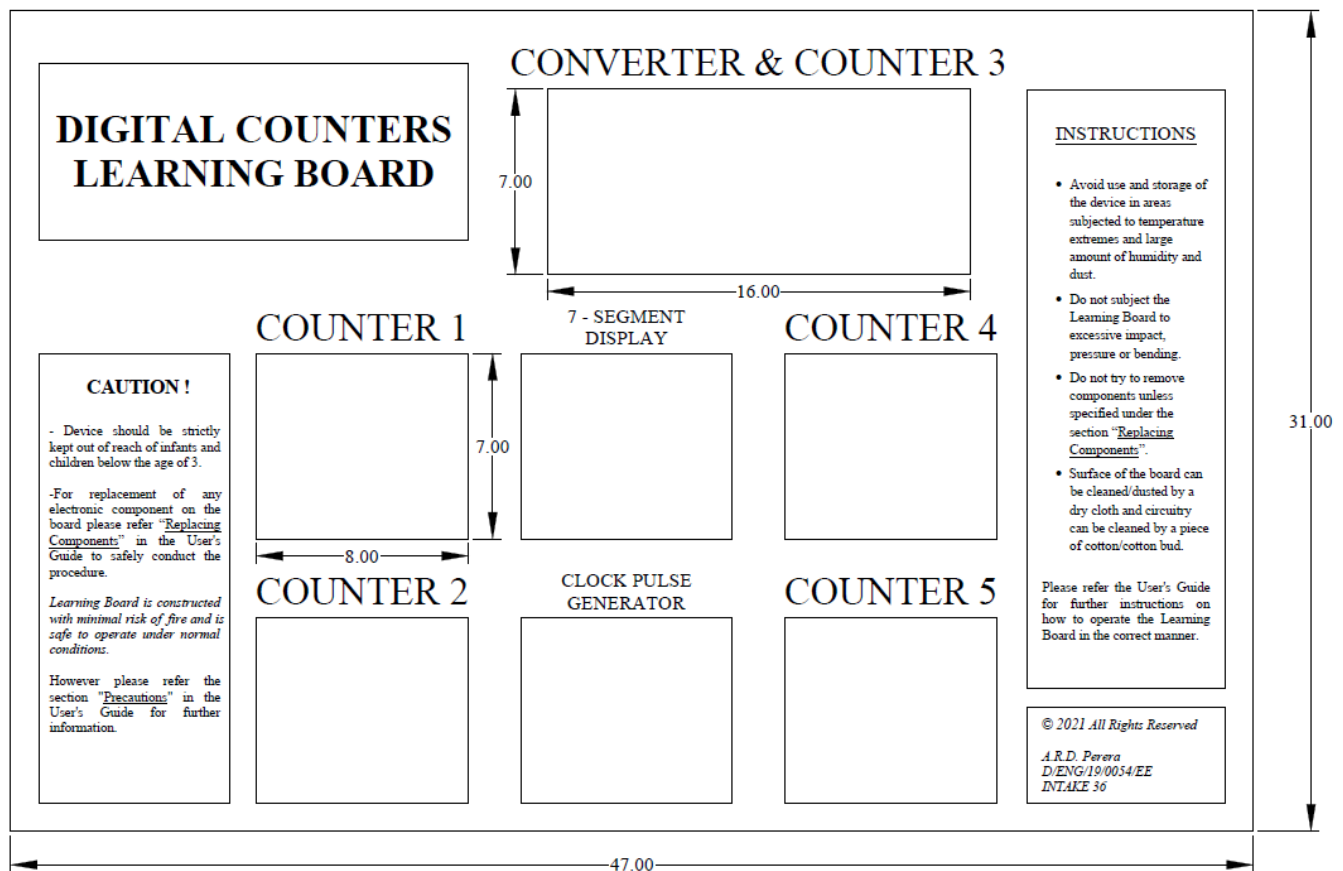 DIGITAL COUNTERS
LEARNING BOARD
CONVERTER & COUNTER 3
7.00
16.00
INSTRUCTIONS
• Avoid use and storage of
the device in areas
subjected to temperature
extremes and large
amount of humidity and
dust.
• Do not subject the
Learning Board to
excessive impact,
pressure or bending.
• Do not try to remove
components unless
specified under the
section “Replacing
Components”.
• Surface of the board can
be cleaned/dusted by a
dry cloth and circuitry
can be cleaned by a piece
of cotton/cotton bud.
Please refer the User's Guide
for further instructions on
how to operate the Learning
Board in the correct manner.
31.00
CAUTION !
- Device should be strictly
kept out of reach of infants and
children below the age of 3.
-For replacement of any
electronic component on the
board please refer “Replacing
Components” in the User's
Guide to safely conduct the
procedure.
Learning Board is constructed
with minimal risk of fire and is
safe to operate under normal
conditions.
However please refer the
section "Precautions" in the
User's Guide for further
information.
COUNTER 1
7.00
8.00
7 - SEGMENT
DISPLAY
COUNTER 4
COUNTER 2
CLOCK PULSE
GENERATOR
COUNTER 5
© 2021 All Rights Reserved
A.R.D. Perera
D/ENG/19/0054/EE
INTAKE 36
47.00